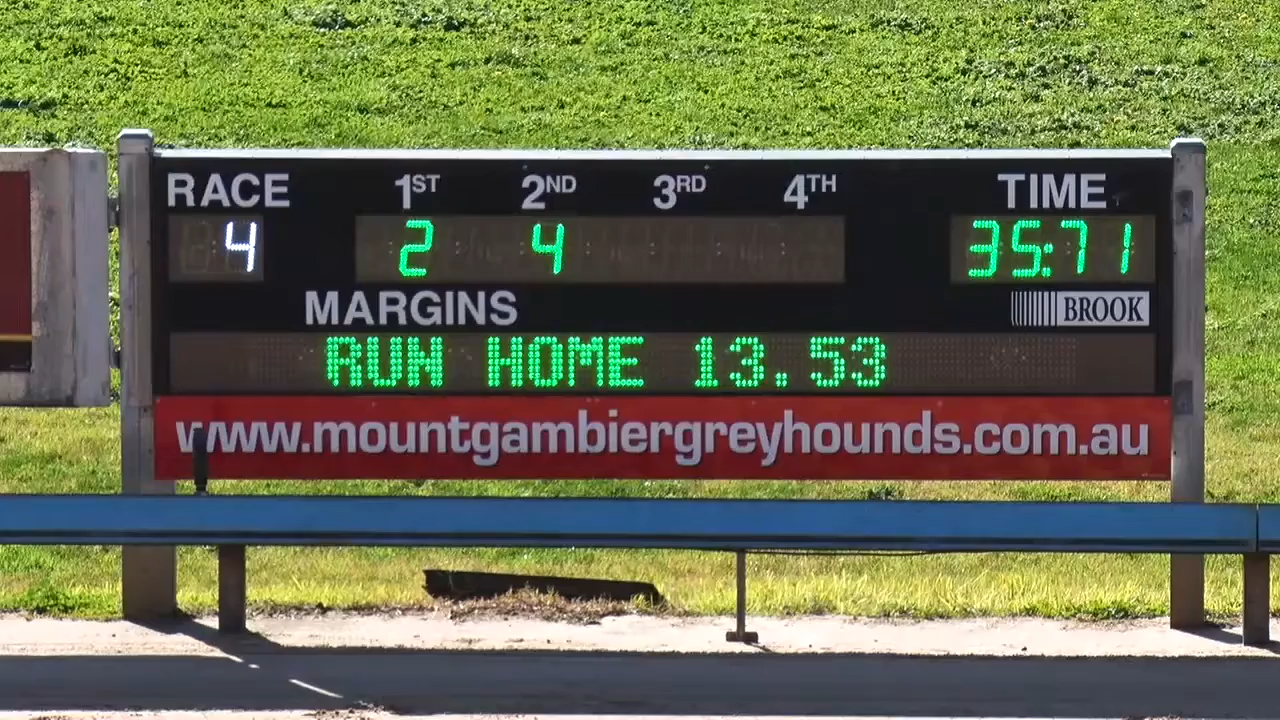 RACE 1ST 2ND 3RD 4TH TIME
4 2 4 35:71
MARGINS BROOK
RUN HOME 13.53
www.mountgambiergreyhounds.com.au